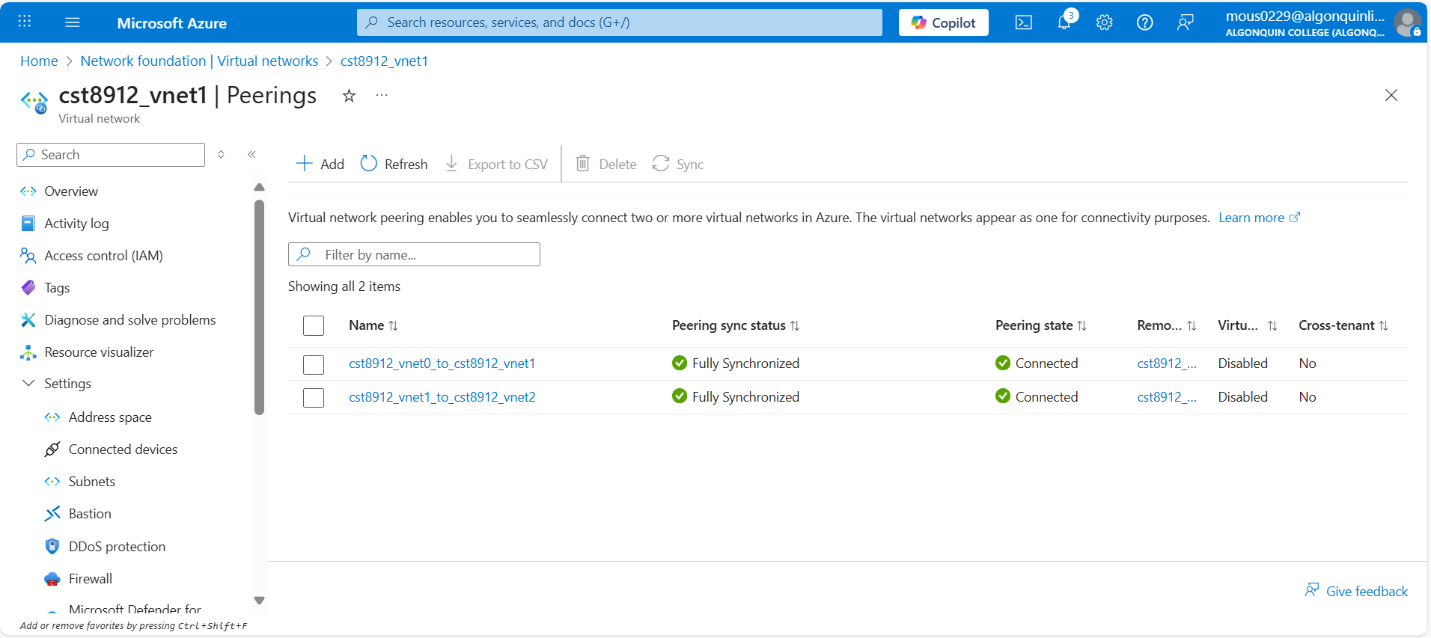 Microsoft Azure Search resources, services, and docs (G+/) Copilot 3 mous0229@algonquinli...
ALGONQUIN COLLEGE (ALGONQ...
Home > Network foundation | Virtual networks > cst8912_vnet1
cst8912_vnet1 | Peerings ☆ ...
Virtual network
Search
Add Refresh Export to CSV Delete Sync
Overview
Activity log
Access control (IAM)
Tags
Diagnose and solve problems
Resource visualizer
Settings
Address space
Connected devices
Subnets
Bastion
DDoS protection
Firewall
Microsoft Defender for
Add or remove favorites by pressing Ctrl+Shift+F
Virtual network peering enables you to seamlessly connect two or more virtual networks in Azure. The virtual networks appear as one for connectivity purposes. Learn more
Filter by name...
Showing all 2 items
Name Peering sync status Peering state Remo... Virtu... Cross-tenant
cst8912_vnet0_to_cst8912_vnet1 Fully Synchronized Connected cst8912_... Disabled No
cst8912_vnet1_to_cst8912_vnet2 Fully Synchronized Connected cst8912_... Disabled No
Give feedback